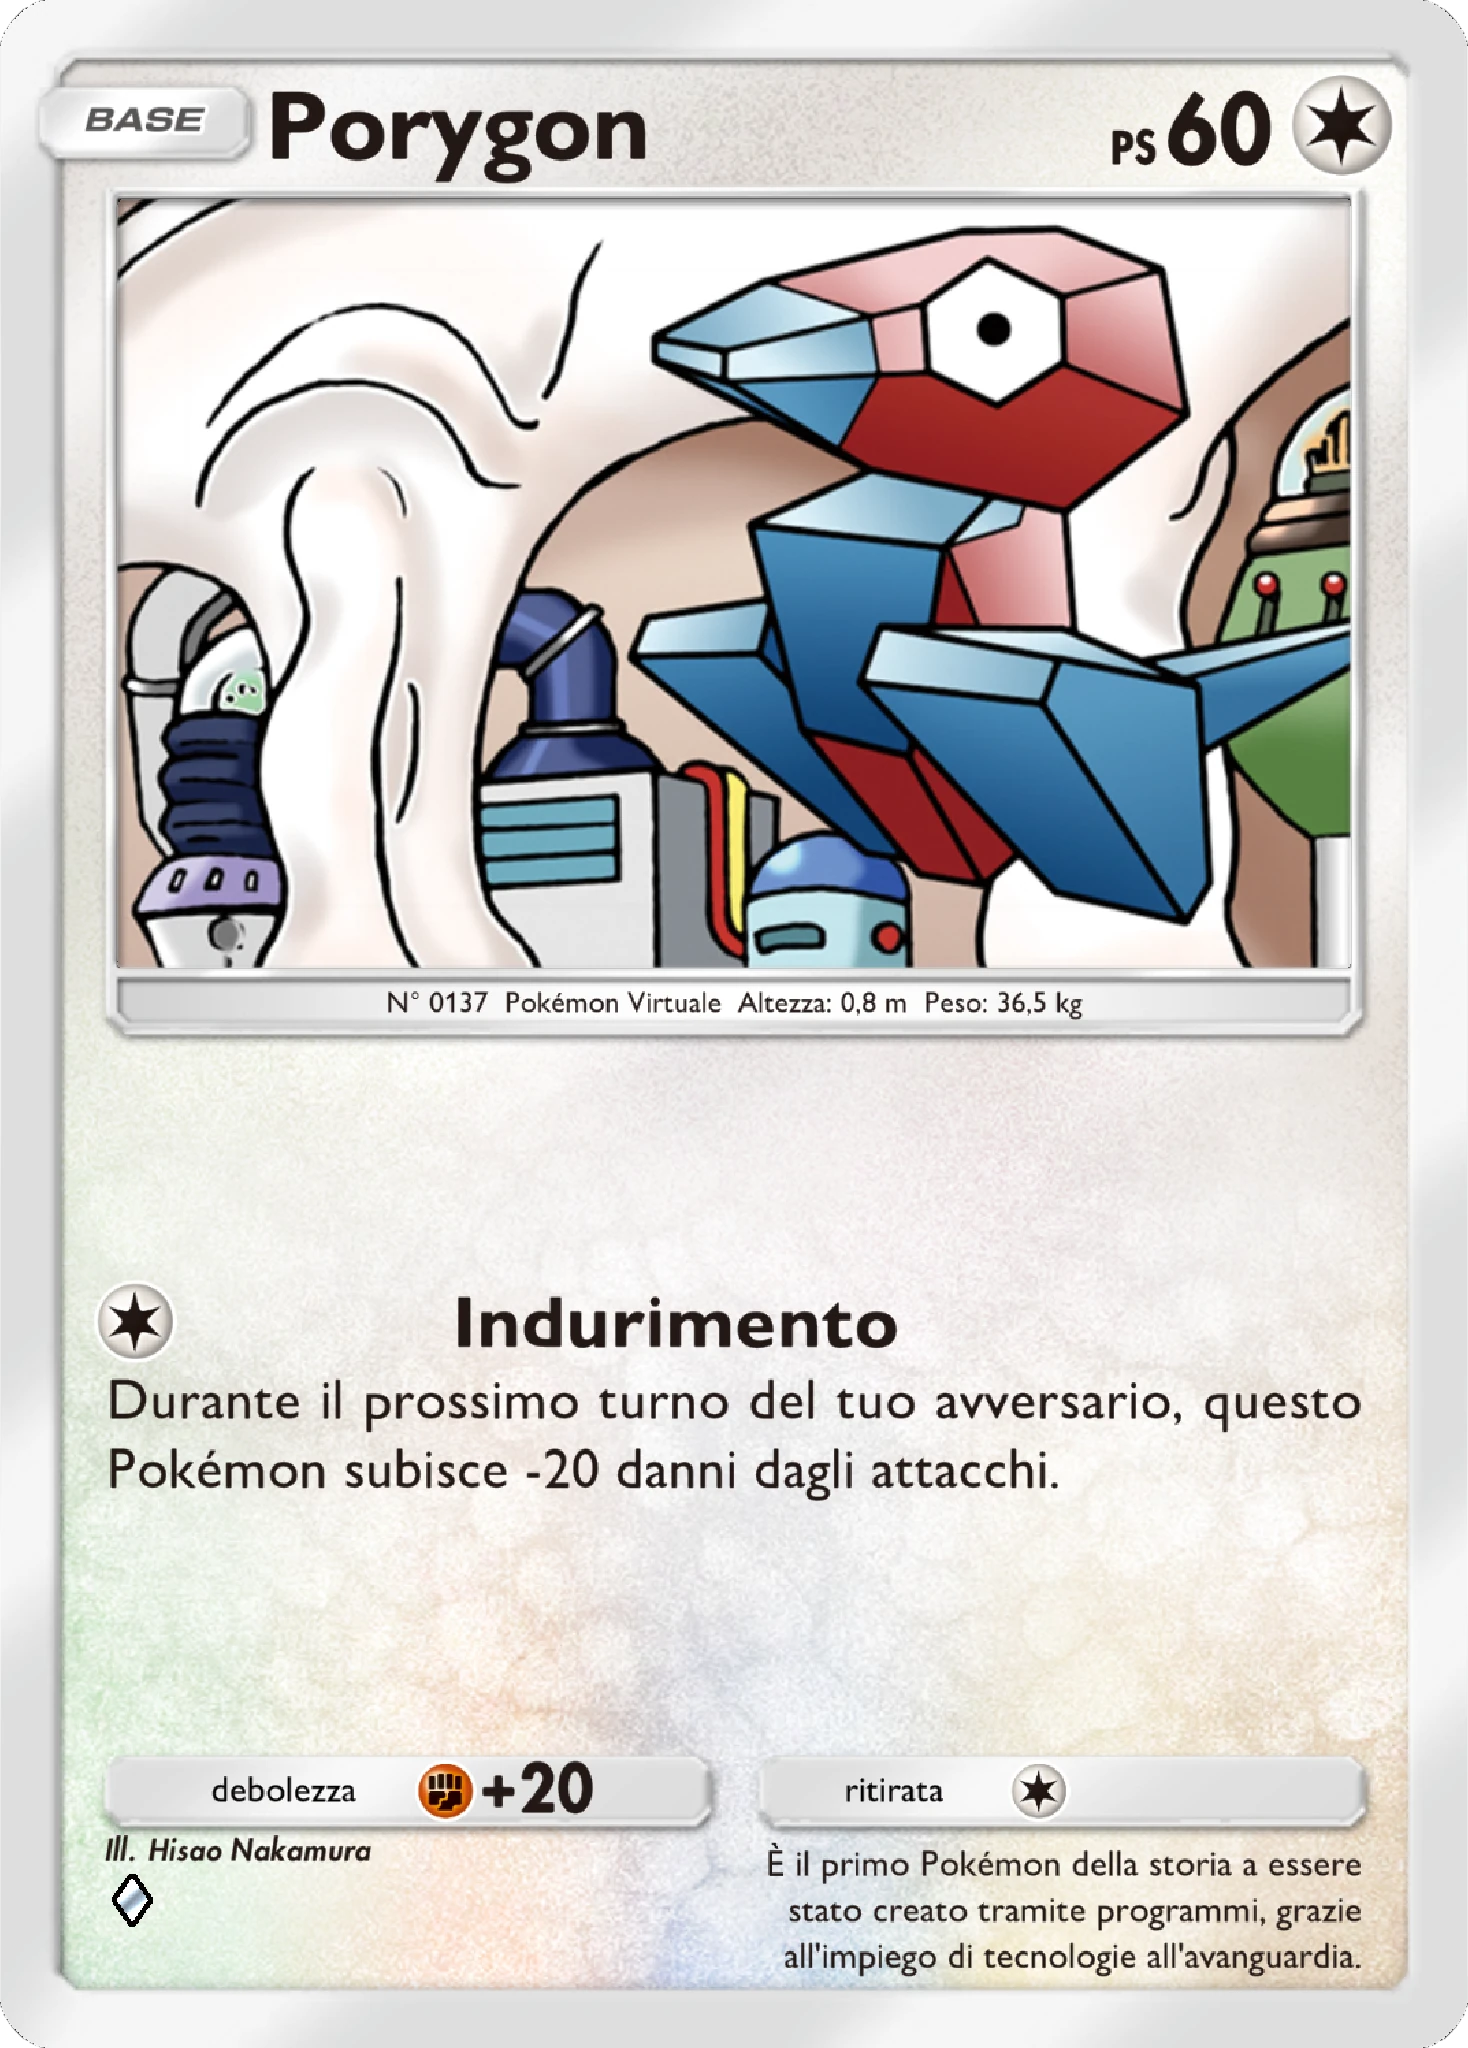 BASE Porygon PS 60
N° 0137 Pokémon Virtuale Altezza: 0,8 m Peso: 36,5 kg
Indurimento
Durante il prossimo turno del tuo avversario, questo
Pokémon subisce -20 danni dagli attacchi.
debolezza +20 ritirata
Ill. Hisao Nakamura
È il primo Pokémon della storia a essere
stato creato tramite programmi, grazie
all'impiego di tecnologie all'avanguardia.